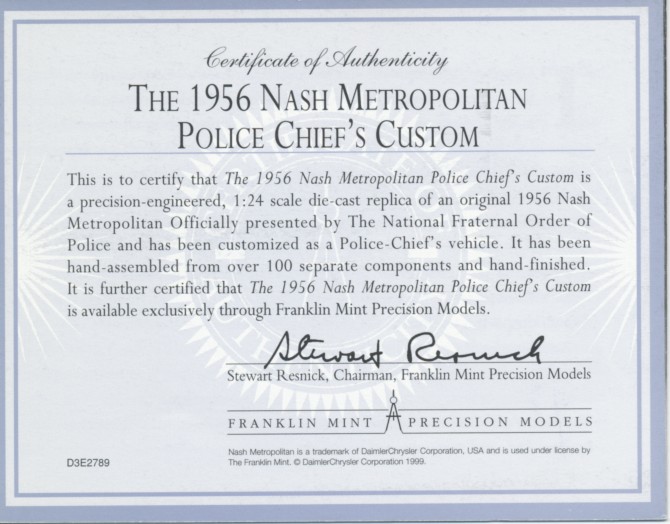 Certificate of Authenticity
THE 1956 NASH METROPOLITAN
POLICE CHIEF'S CUSTOM
This is to certify that The 1956 Nash Metropolitan Police Chief's Custom is
a precision-engineered, 1:24 scale die-cast replica of an original 1956 Nash
Metropolitan Officially presented by The National Fraternal Order of
Police and has been customized as a Police-Chief's vehicle. It has been
hand-assembled from over 100 separate components and hand-finished.
It is further certified that The 1956 Nash Metropolitan Police Chief's Custom
is available exclusively through Franklin Mint Precision Models.
Stewart Resnick
Stewart Resnick, Chairman, Franklin Mint Precision Models
FRANKLIN MINT PRECISION MODELS
Nash Metropolitan is a trademark of DaimlerChrysler Corporation, USA and is used under license by
The Franklin Mint. © DaimlerChrysler Corporation 1999.
D3E2789